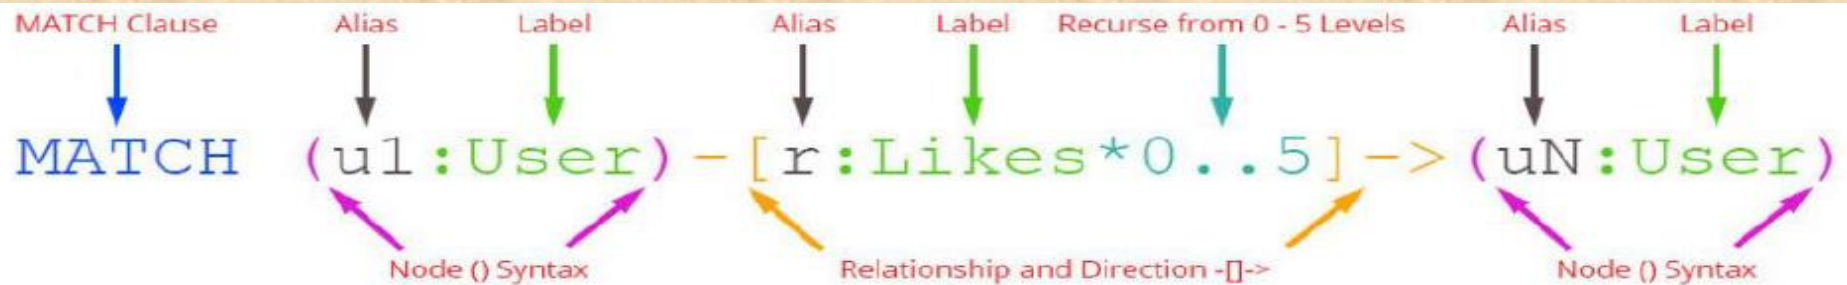 MATCH Clause Alias Label Alias Label Recurse from 0 - 5 Levels Alias Label
MATCH (u1:User)-[r:Likes*0..5]->(uN:User)
Node () Syntax Relationship and Direction -[]-> Node () Syntax